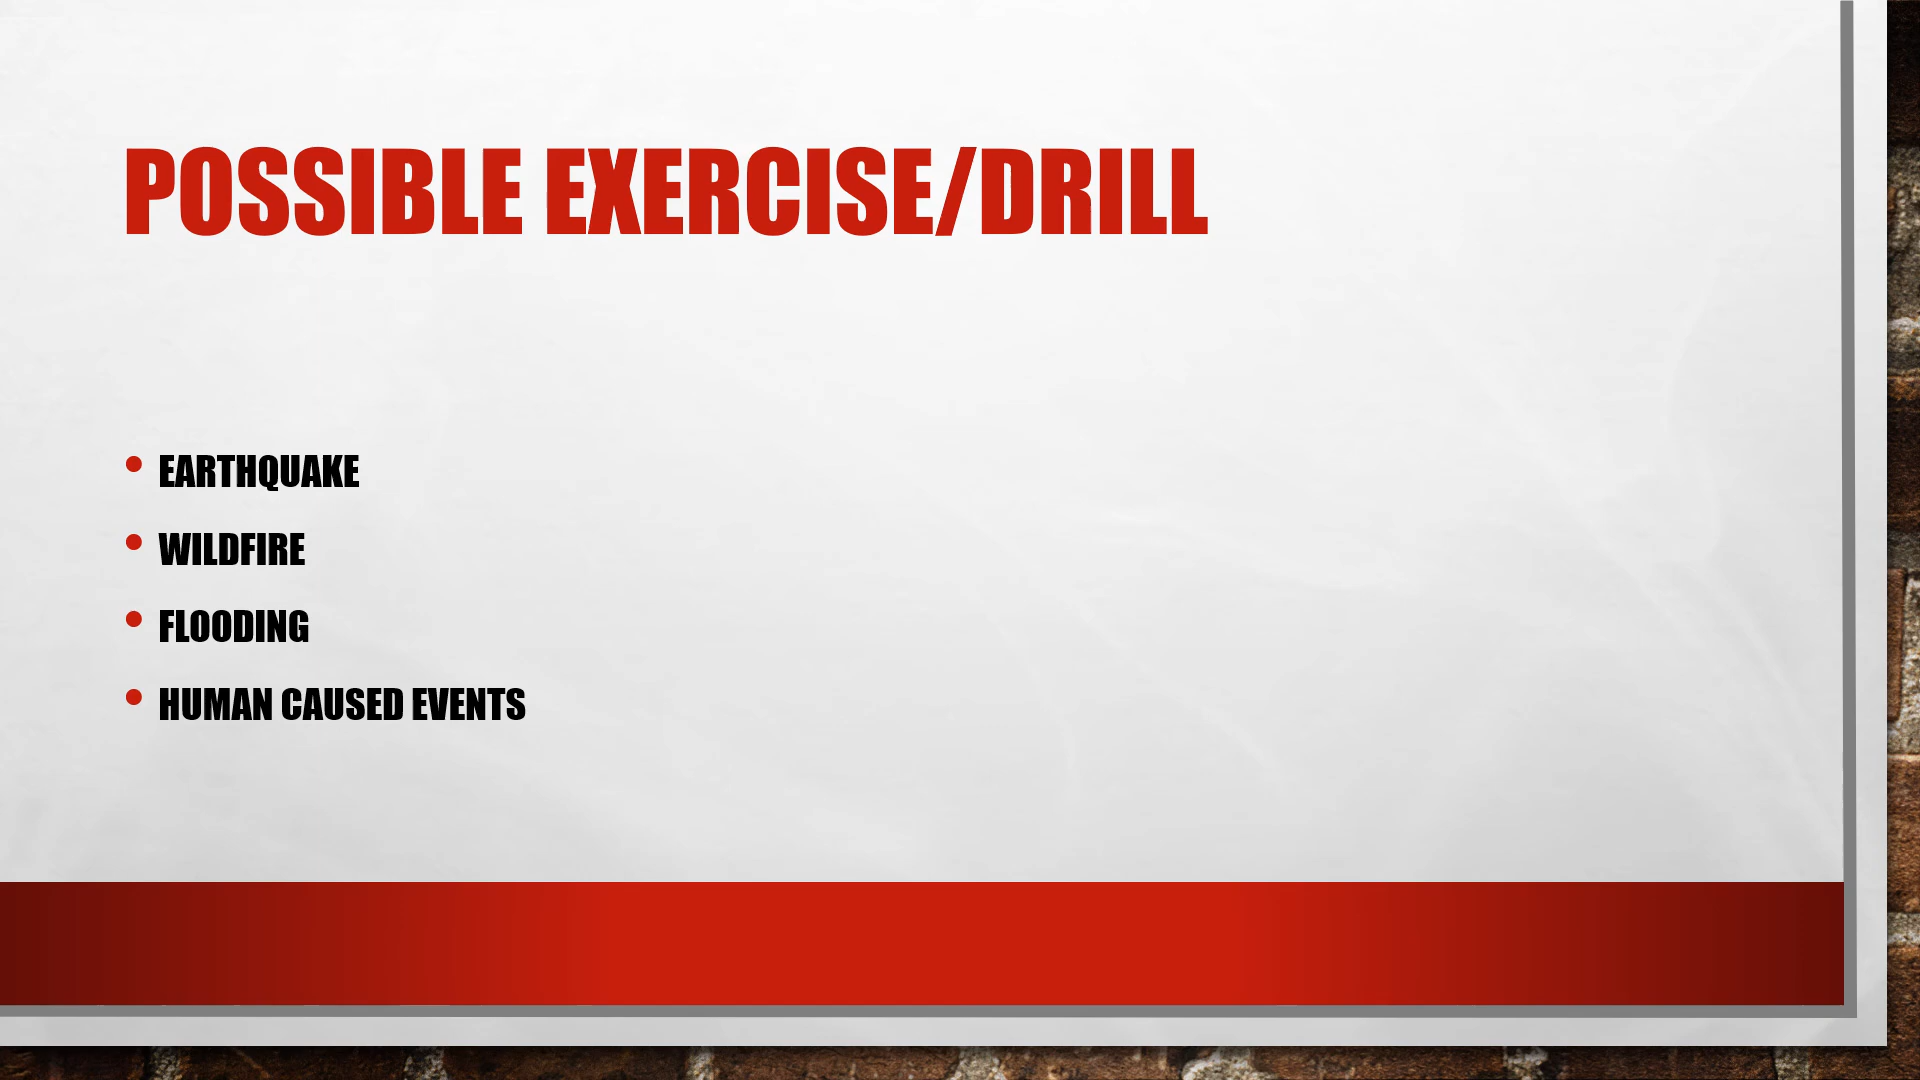 POSSIBLE EXERCISE/DRILL
• EARTHQUAKE
• WILDFIRE
• FLOODING
• HUMAN CAUSED EVENTS